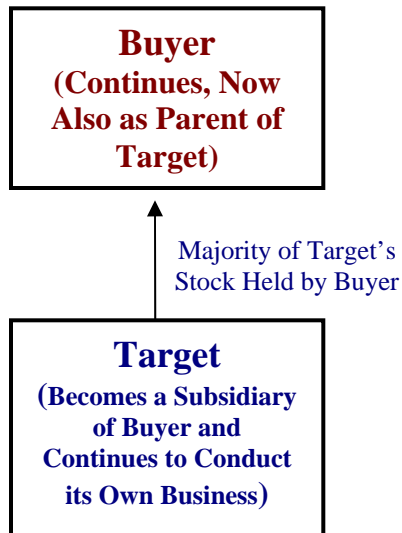 Buyer
(Continues, Now
Also as Parent of
Target)
Majority of Target's
Stock Held by Buyer
Target
(Becomes a Subsidiary
of Buyer and
Continues to Conduct
its Own Business)